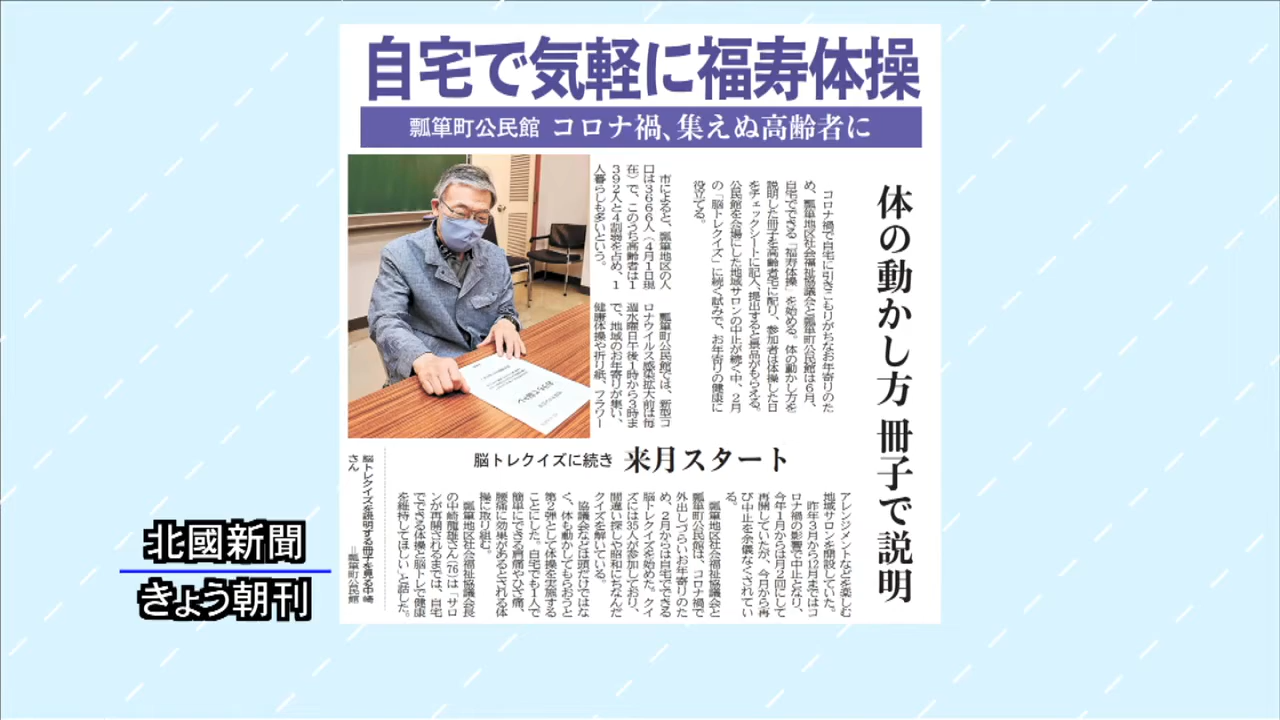 自宅で気軽に福寿体操
瓢箪町公民館 コロナ禍、集えぬ高齢者に
体の動かし方 冊子で説明
コロナ禍で自宅に引きこもりがちなお年寄りのた
め、瓢箪地区社会福祉協議会と瓢箪町公民館は6月、
自宅でできる「福寿体操」を始める。体の動かし方を
説明した冊子を高齢者宅に配り、参加者は体操した日
をチェックシートに記入、提出すると景品がもらえる。
公民館を会場にした地域サロンの中止が続く中、2月
の「脳トレクイズ」に続く試みで、お年寄りの健康に
役立てる。
市によると、瓢箪地区の人
口は3666人(4月1日現
在)で、このうち高齢者は1
392人と4割弱を占め、1
人暮らしも多いという。
瓢箪町公民館では、新型コ
ロナウイルス感染拡大前は毎
週水曜日午後1時から3時ま
で、地域のお年寄りが集い、
健康体操や折り紙、フラワー
脳トレクイズに続き 来月スタート
アレンジメントなどを楽しむ
地域サロンを開設していた。
昨年3月から12月まではコ
ロナ禍の影響で中止となり、
今年1月からは月2回にして
再開していたが、今月から再
び中止を余儀なくされてい
る。
瓢箪地区社会福祉協議会と
瓢箪町公民館は、コロナ禍で
外出しづらいお年寄りのた
め、2月からは自宅でできる
脳トレクイズを始めた。クイ
ズには35人が参加しており、
間違い探しや昭和にちなんだ
クイズを解いている。
協議会などは頭だけではな
く、体も動かしてもらおうと
第2弾として体操を実施する
ことにした。自宅でも1人で
簡単にできる肩痛やひざ痛、
腰痛に効果があるとされる体
操に取り組む。
瓢箪地区社会福祉協議会長
の中崎龍雄さん(76)は「サロ
ンが再開されるまでは、自宅
でできる体操と脳トレで健康
を維持してほしい」と話した。
脳トレクイズを説明する冊子を見る中崎
さん =瓢箪町公民館
北國新聞
きょう朝刊